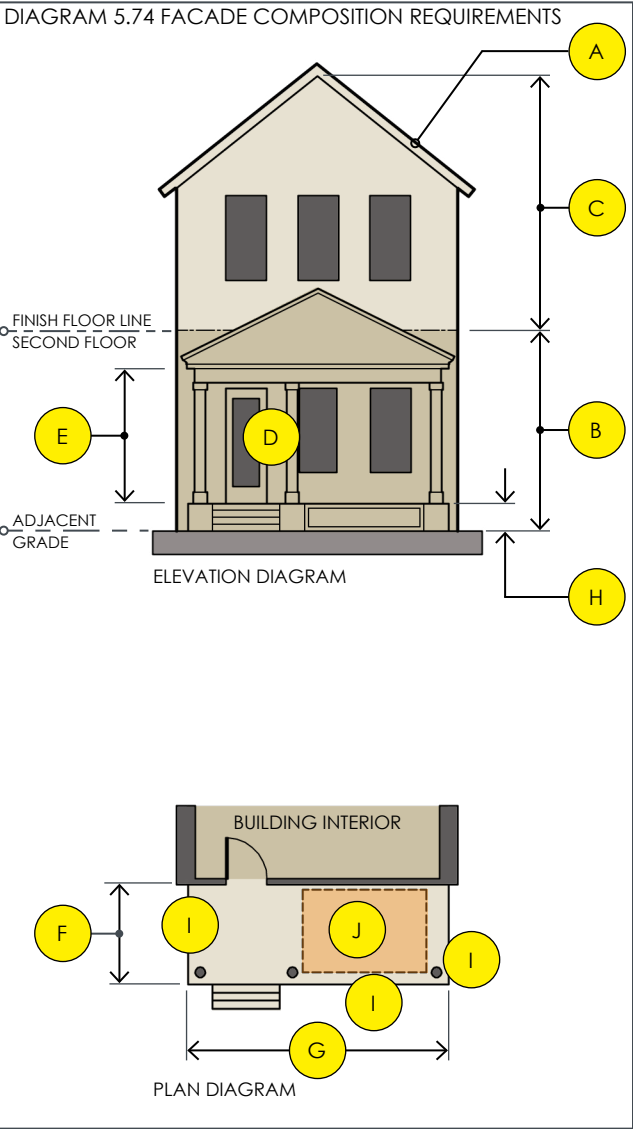 DIAGRAM 5.74 FACADE COMPOSITION REQUIREMENTS
A
C
FINISH FLOOR LINE
SECOND FLOOR
E
D
B
ADJACENT
GRADE
ELEVATION DIAGRAM
H
BUILDING INTERIOR
I
J
F
I
I
G
PLAN DIAGRAM